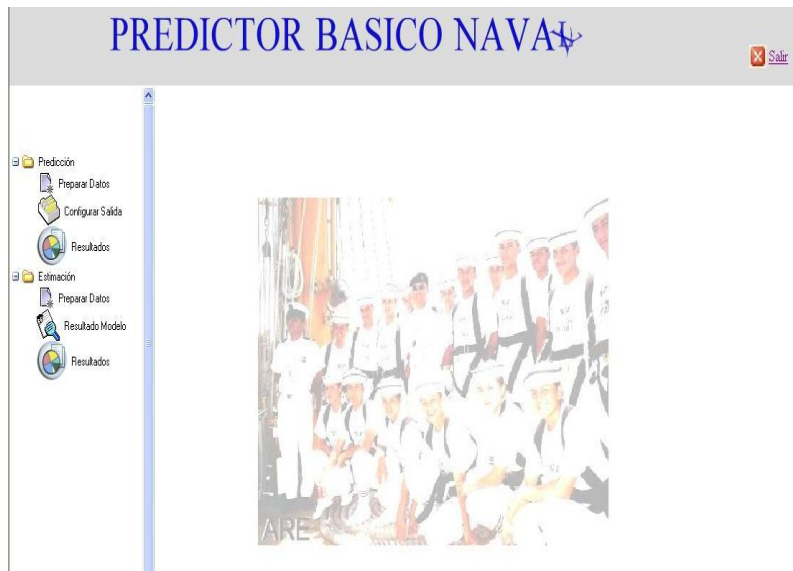 PREDICTOR BASICO NAVAL
Salir
Predicción
Preparar Datos
Configurar Salida
Resultados
Estimación
Preparar Datos
Resultado Modelo
Resultados
ARE